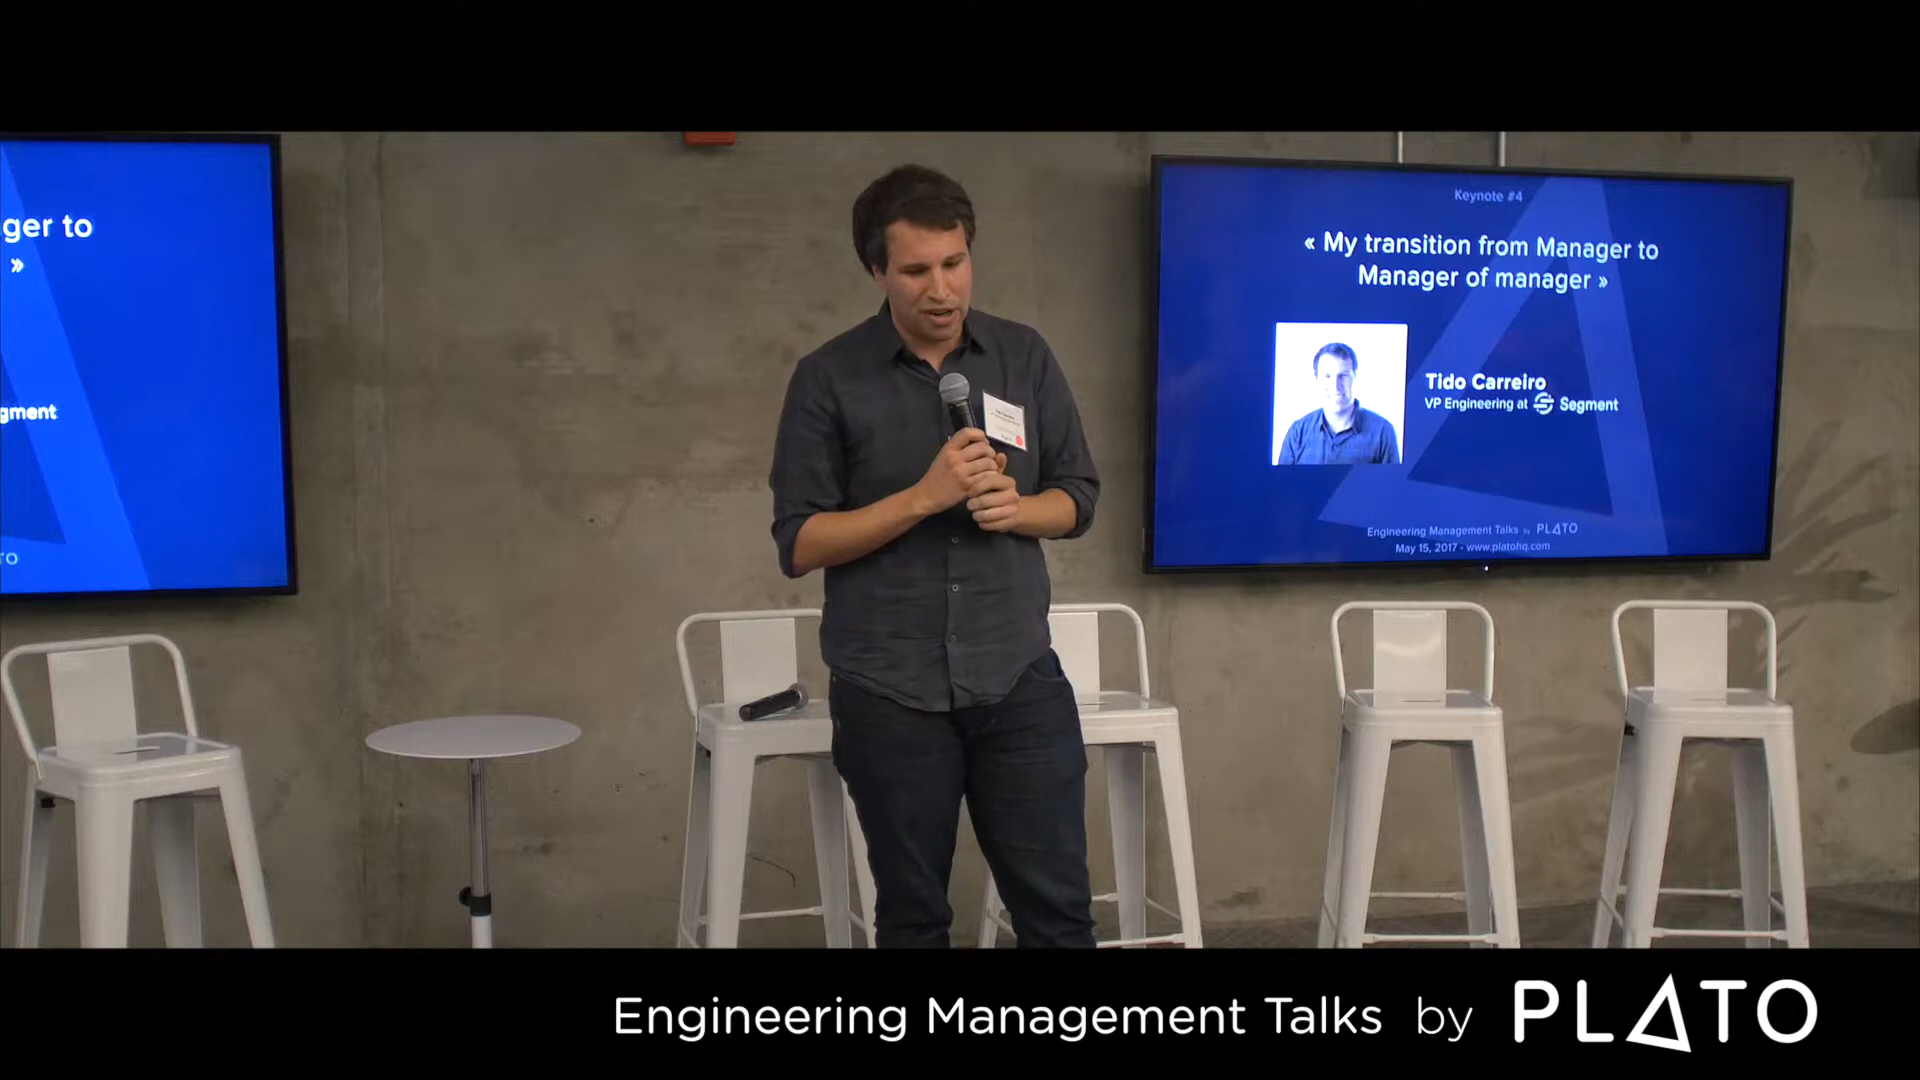 ger to
»
gment
TO
Keynote #4
« My transition from Manager to
Manager of manager »
Tido Carreiro
VP Engineering at Segment
Engineering Management Talks by PLATO
May 15, 2017 - www.platohq.com
Engineering Management Talks by PLATO